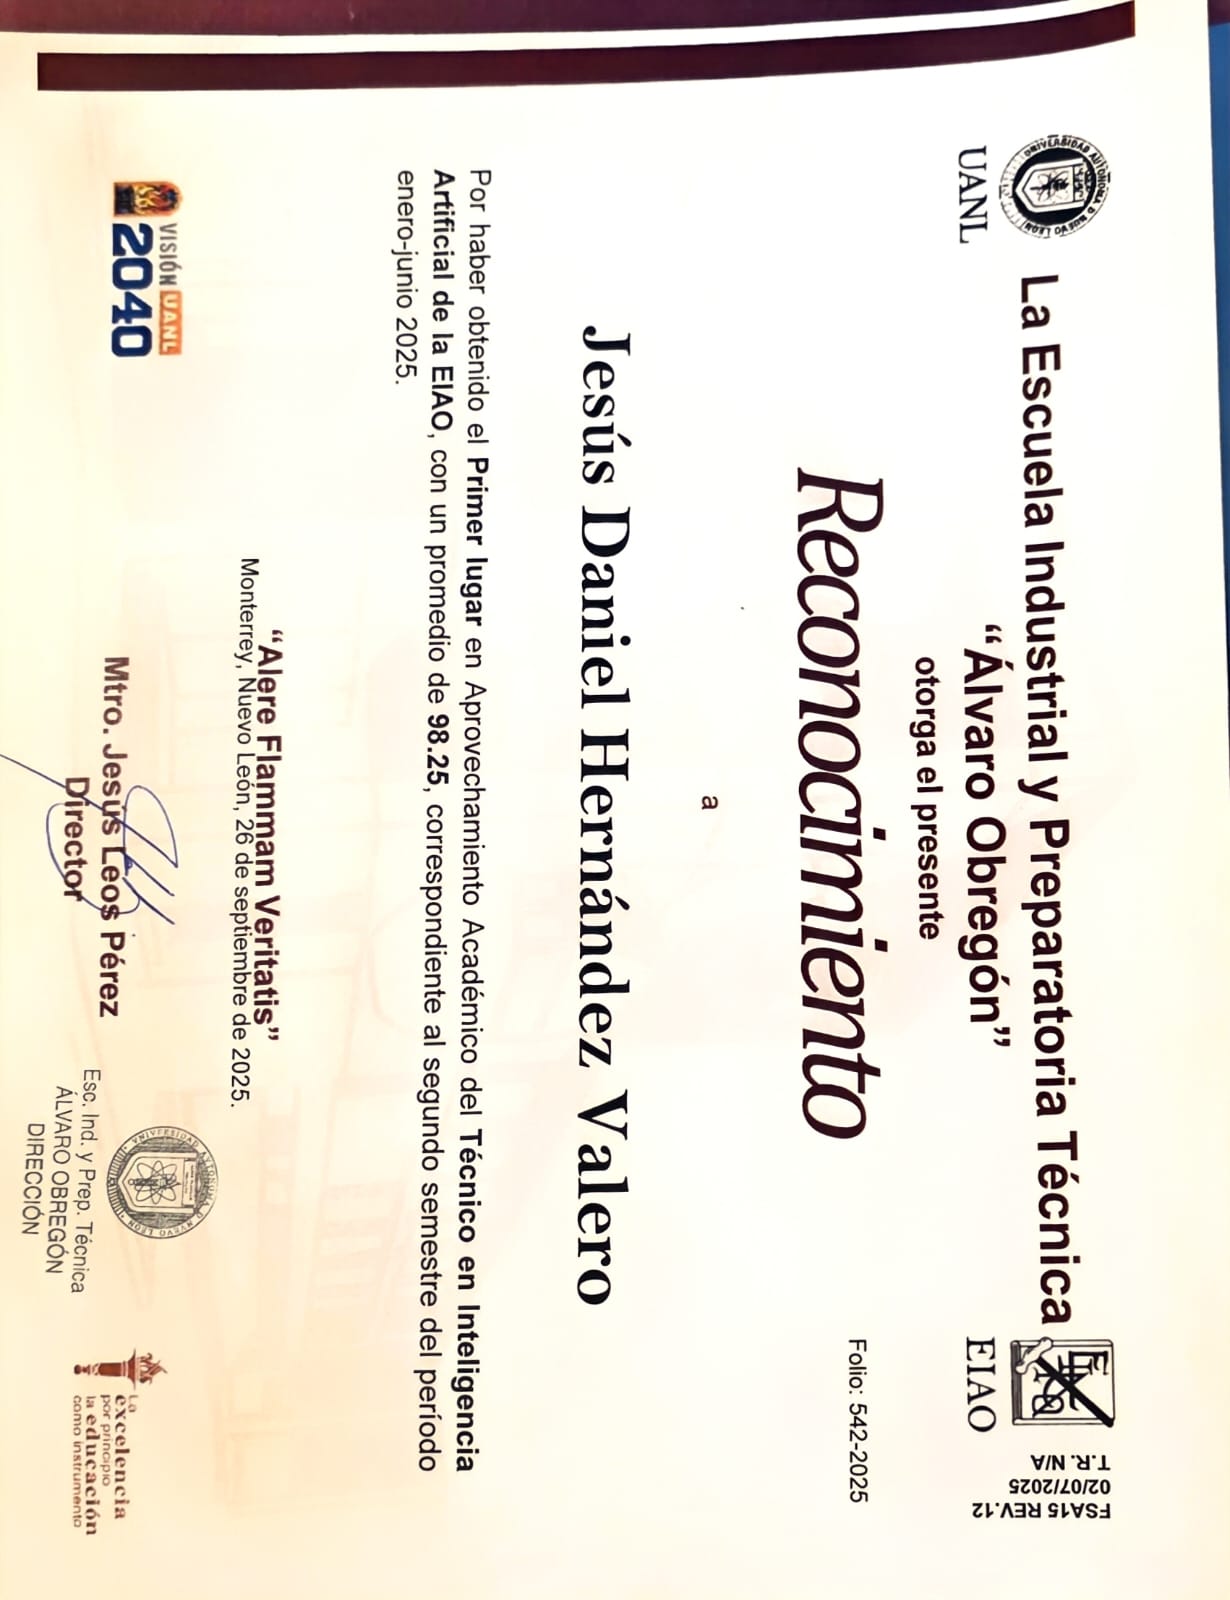 UANL
La Escuela Industrial y Preparatoria Técnica
“Álvaro Obregón”
otorga el presente
EIAO
FSA15 REV.12
02/07/2025
T.R. N/A
Folio: 542-2025
Reconocimiento
a
Jesús Daniel Hernández Valero
Por haber obtenido el Primer lugar en Aprovechamiento Académico del Técnico en Inteligencia
Artificial de la EIAO, con un promedio de 98.25, correspondiente al segundo semestre del período
enero-junio 2025.
“Alere Flammam Veritatis”
Monterrey, Nuevo León, 26 de septiembre de 2025.
VISIÓN UANL
2040
Mtro. Jesús Leos Pérez
Director
UNIVERSIDAD AUTÓNOMA D NUEVO LEÓN
Esc. Ind. y Prep. Técnica
ÁLVARO OBREGÓN
DIRECCIÓN
La
excelencia
por principio
la educación
como instrumento